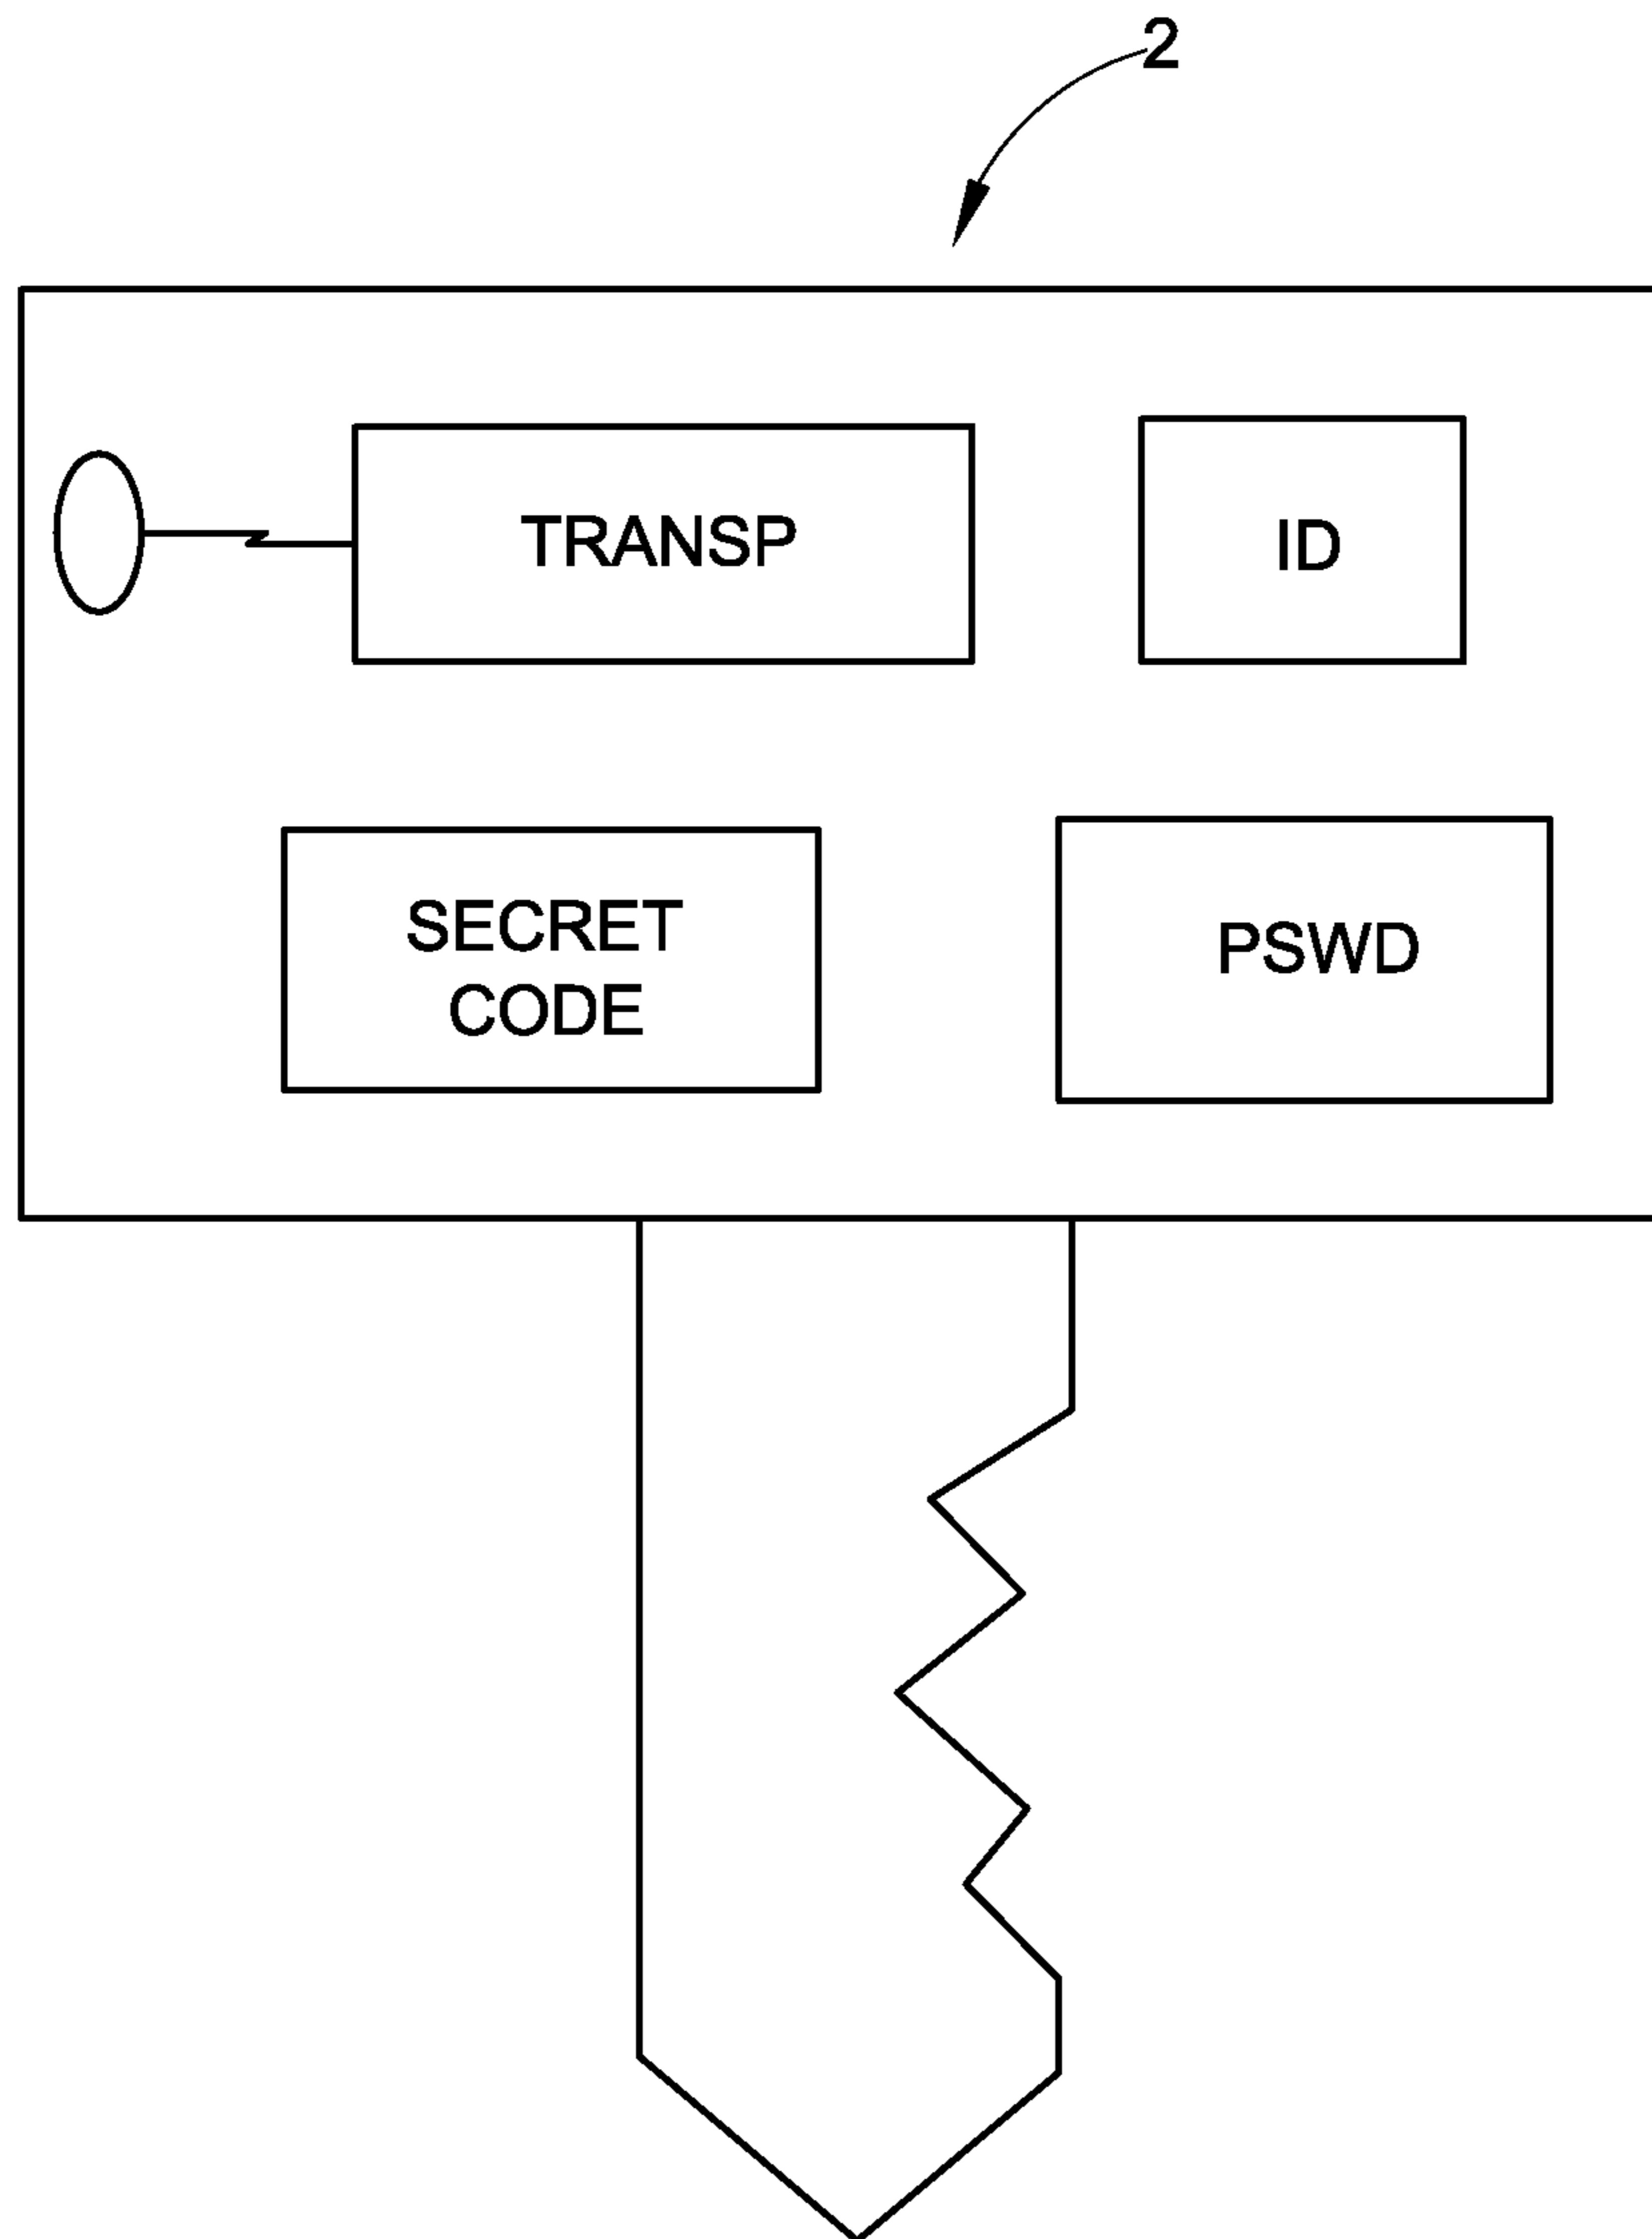 2
TRANSP
ID
SECRET
CODE
PSWD